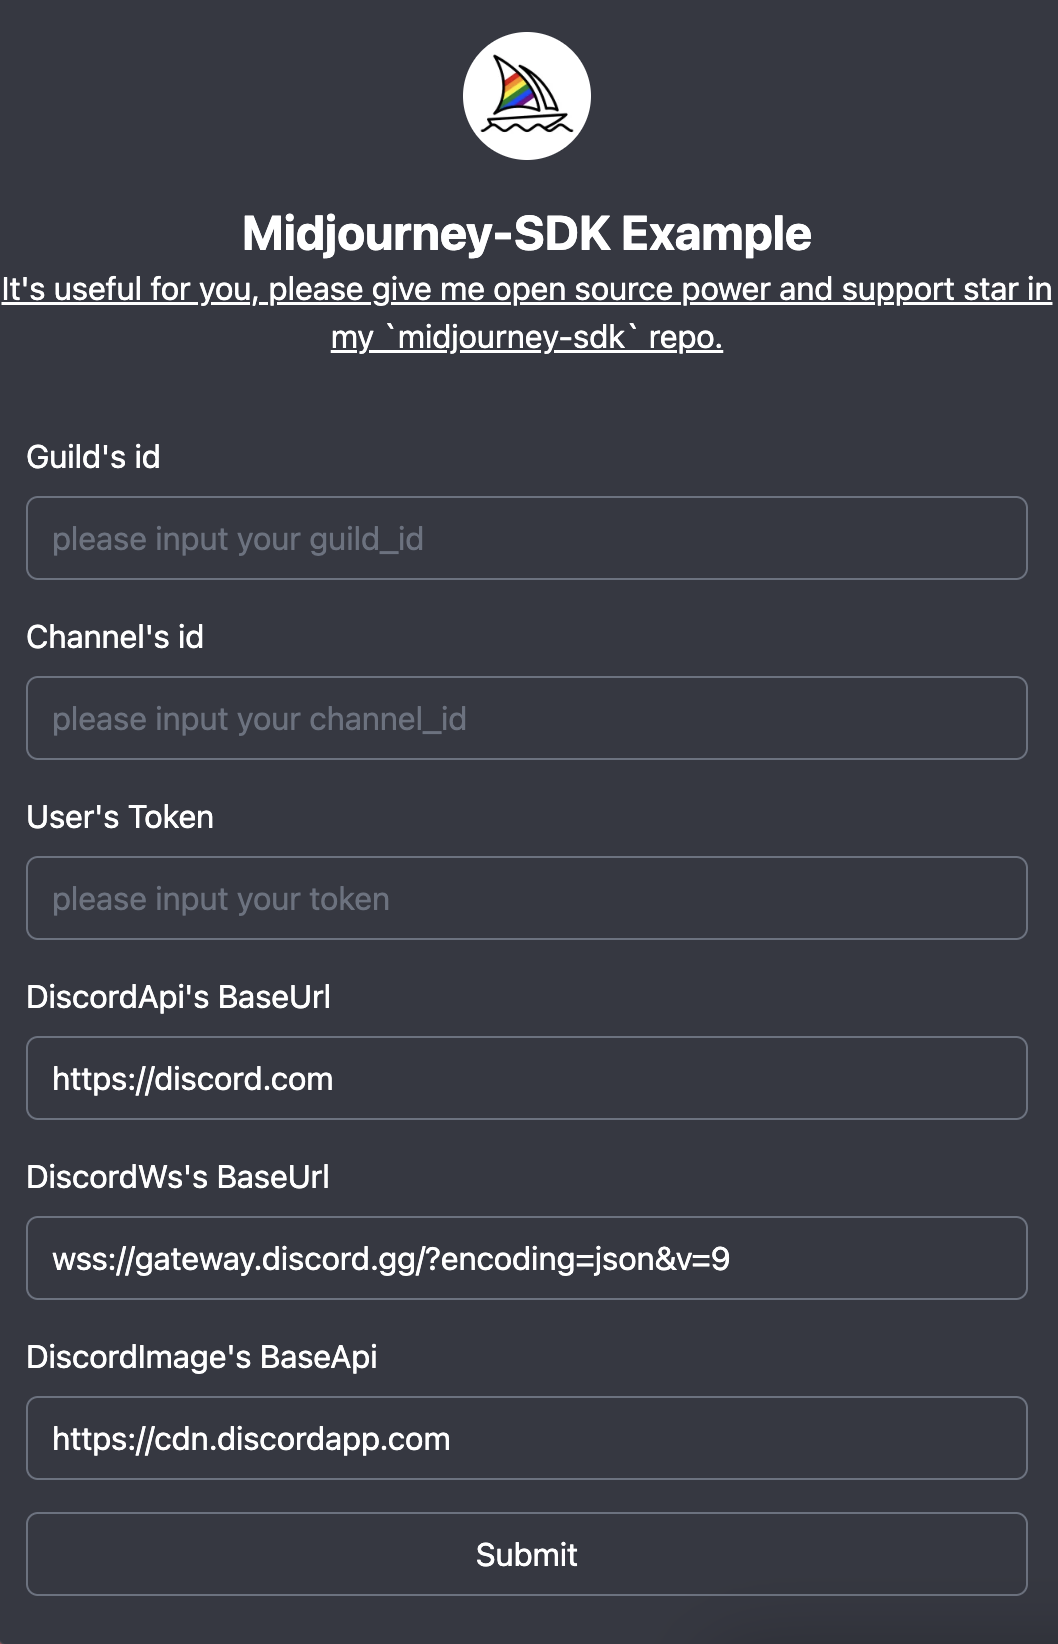 Midjourney-SDK Example
It's useful for you, please give me open source power and support star in
my `midjourney-sdk` repo.
Guild's id
please input your guild_id
Channel's id
please input your channel_id
User's Token
please input your token
DiscordApi's BaseUrl
https://discord.com
DiscordWs's BaseUrl
wss://gateway.discord.gg/?encoding=json&v=9
DiscordImage's BaseApi
https://cdn.discordapp.com
Submit